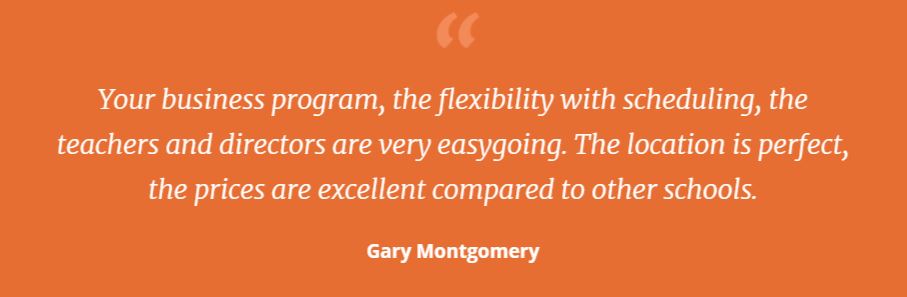 “
Your business program, the flexibility with scheduling, the
teachers and directors are very easygoing. The location is perfect,
the prices are excellent compared to other schools.
Gary Montgomery